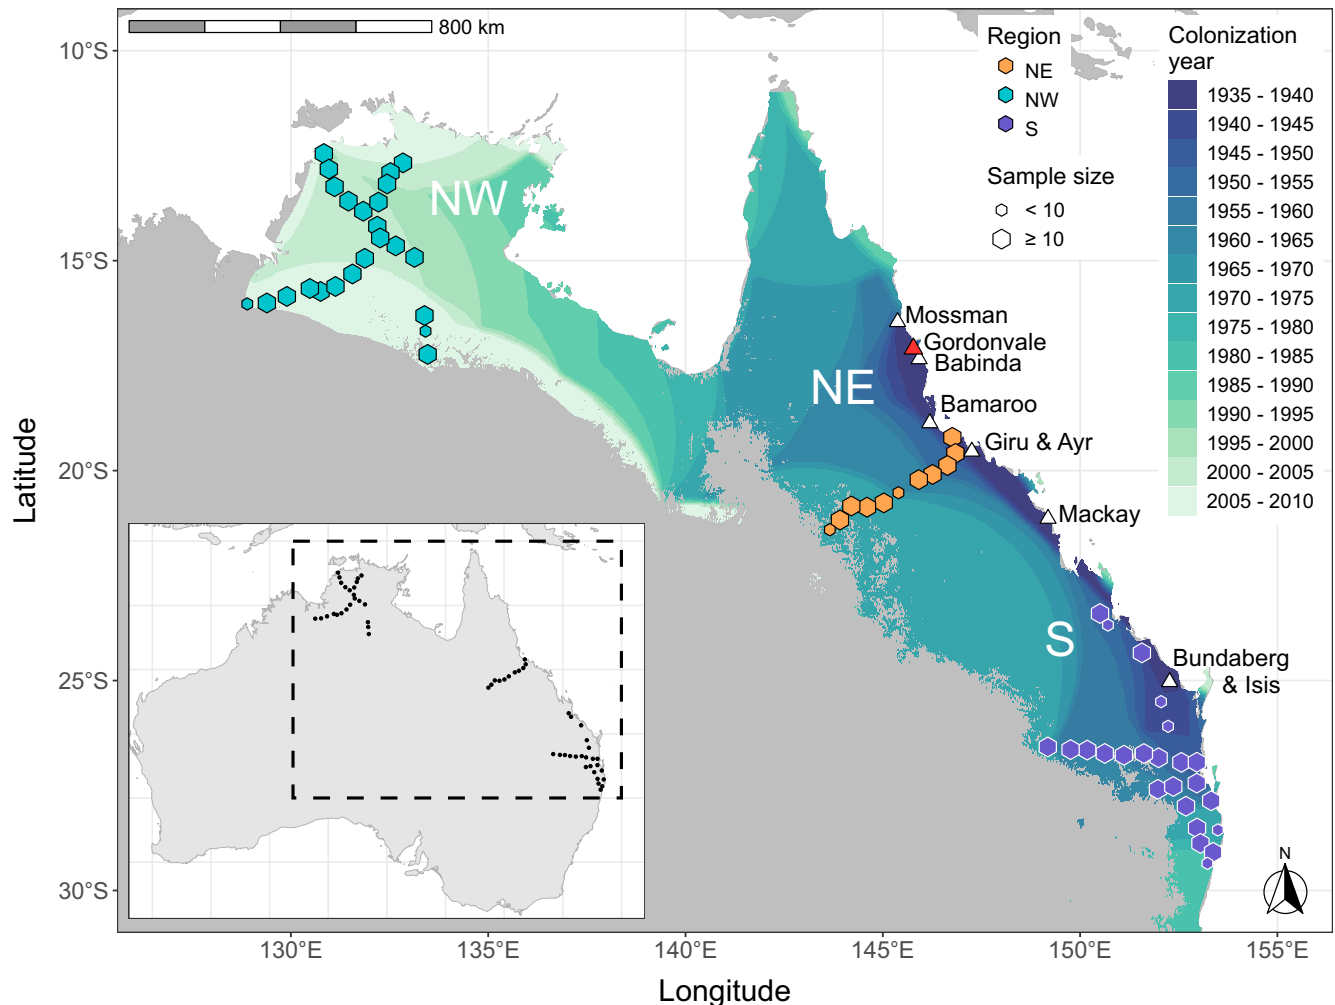 800 km
Region
NE
NW
S
Sample size
< 10
≥ 10
Colonization
year
1935 - 1940
1940 - 1945
1945 - 1950
1950 - 1955
1955 - 1960
1960 - 1965
1965 - 1970
1970 - 1975
1975 - 1980
1980 - 1985
1985 - 1990
1990 - 1995
1995 - 2000
2000 - 2005
2005 - 2010
10°S
15°S
20°S
25°S
30°S
Latitude
NW
NE
S
Mossman
Gordonvale
Babinda
Bamaroo
Giru & Ayr
Mackay
Bundaberg
& Isis
N
130°E
135°E
140°E
145°E
150°E
155°E
Longitude